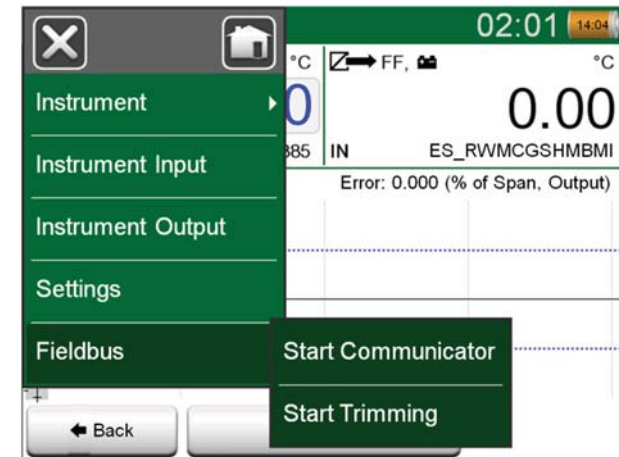 02:01 14:04
°C FF, °C
0 0.00
385 IN ES_RWMCGSHMBMI
Error: 0.000 (% of Span, Output)
Instrument
Instrument Input
Instrument Output
Settings
Fieldbus
Start Communicator
Start Trimming
Back